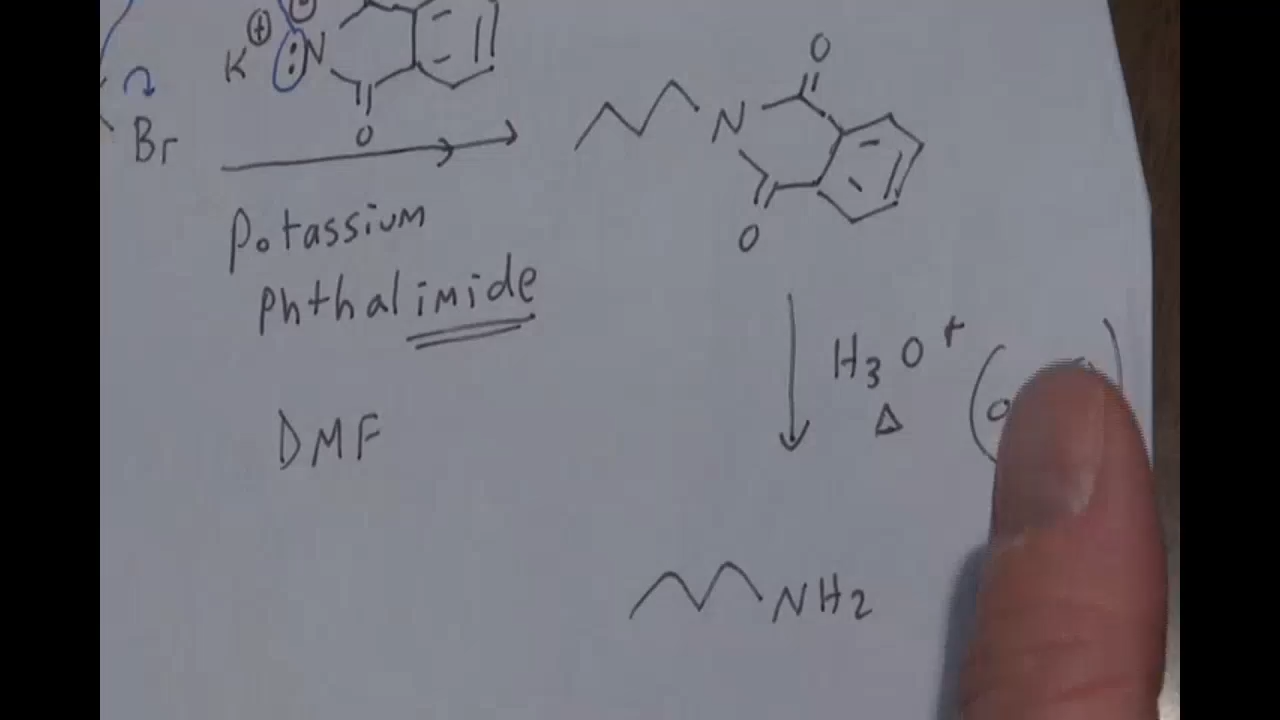 K⊕ ⊖ :N
O
Br
Potassium
Phthalimide
DMF
O
N
O
H3O+ (
Δ
NH2